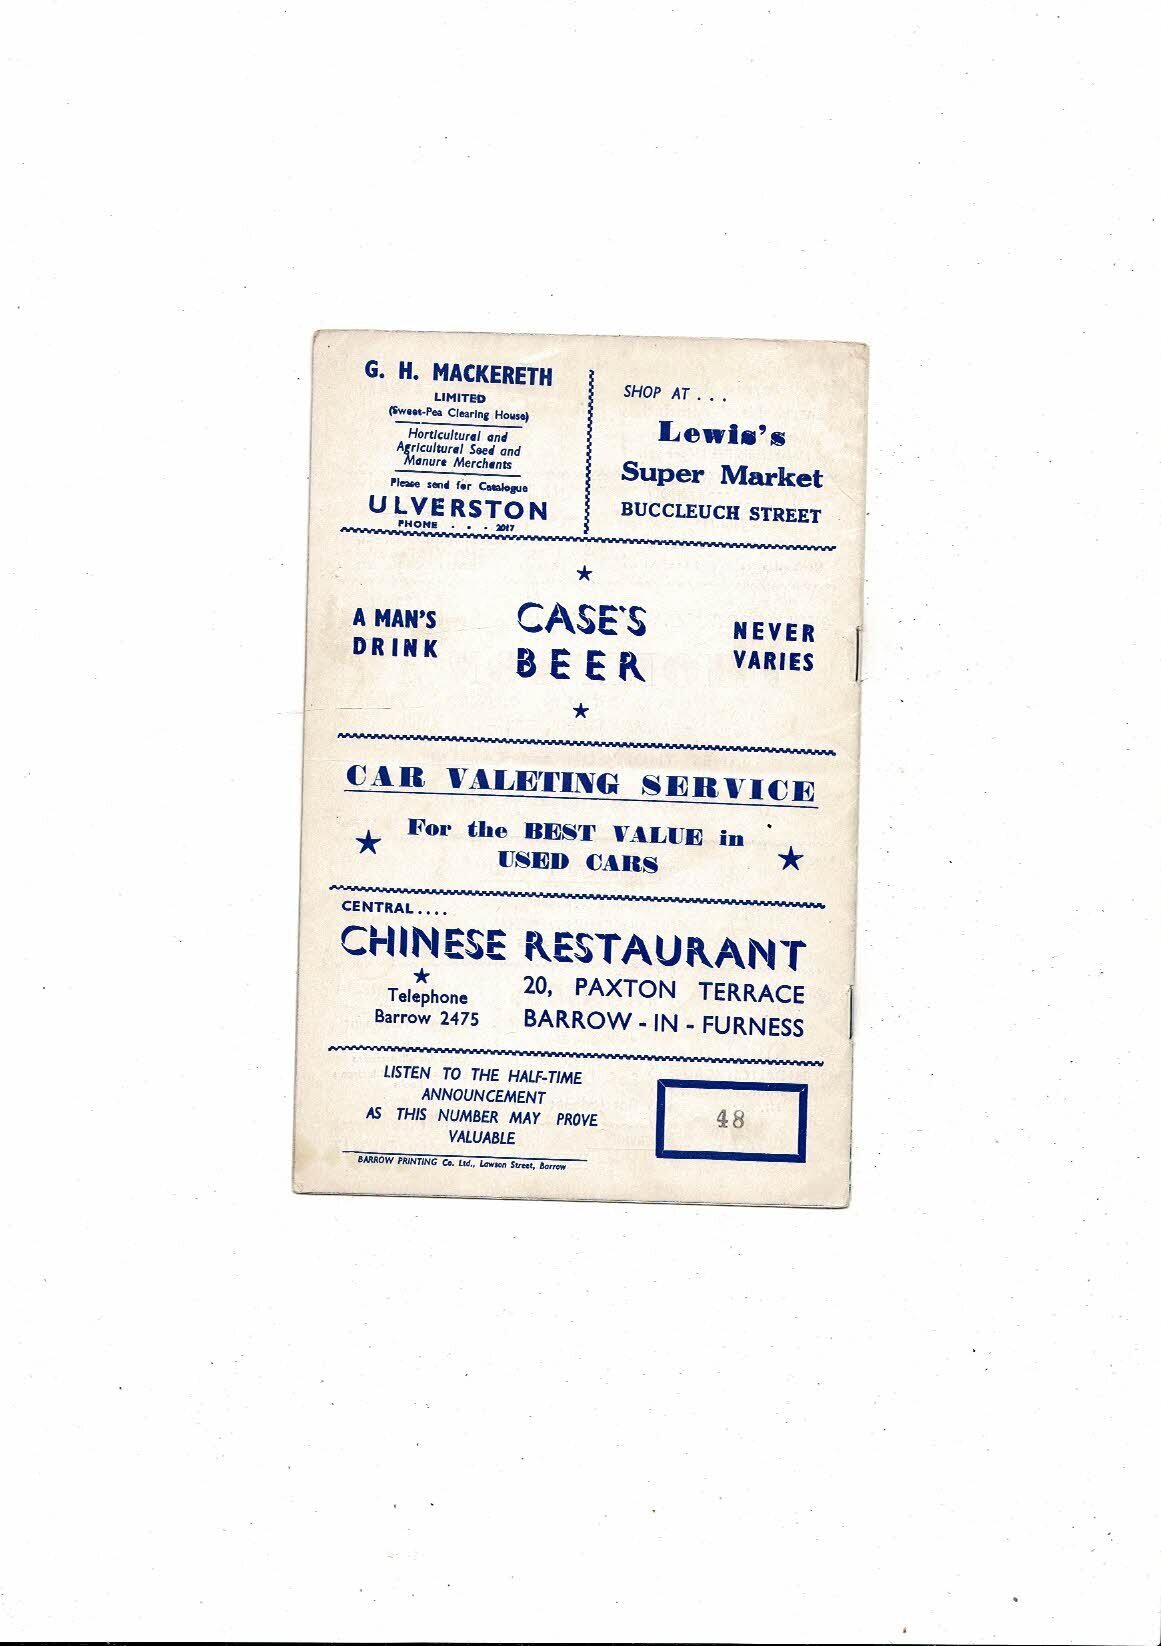 G. H. MACKERETH
LIMITED
(Sweet-Pea Clearing House)
Horticultural and
Agricultural Seed and
Manure Merchants
Please send for Catalogue
ULVERSTON
PHONE . . . 2017
SHOP AT . . .
Lewis's
Super Market
BUCCLEUCH STREET
A MAN'S
DRINK
CASE'S
BEER
NEVER
VARIES
CAR VALETING SERVICE
For the BEST VALUE in
USED CARS
CENTRAL....
CHINESE RESTAURANT
Telephone
Barrow 2475
20, PAXTON TERRACE
BARROW - IN - FURNESS
LISTEN TO THE HALF-TIME
ANNOUNCEMENT
AS THIS NUMBER MAY PROVE
VALUABLE
48
BARROW PRINTING Co. Ltd., Lawson Street, Barrow